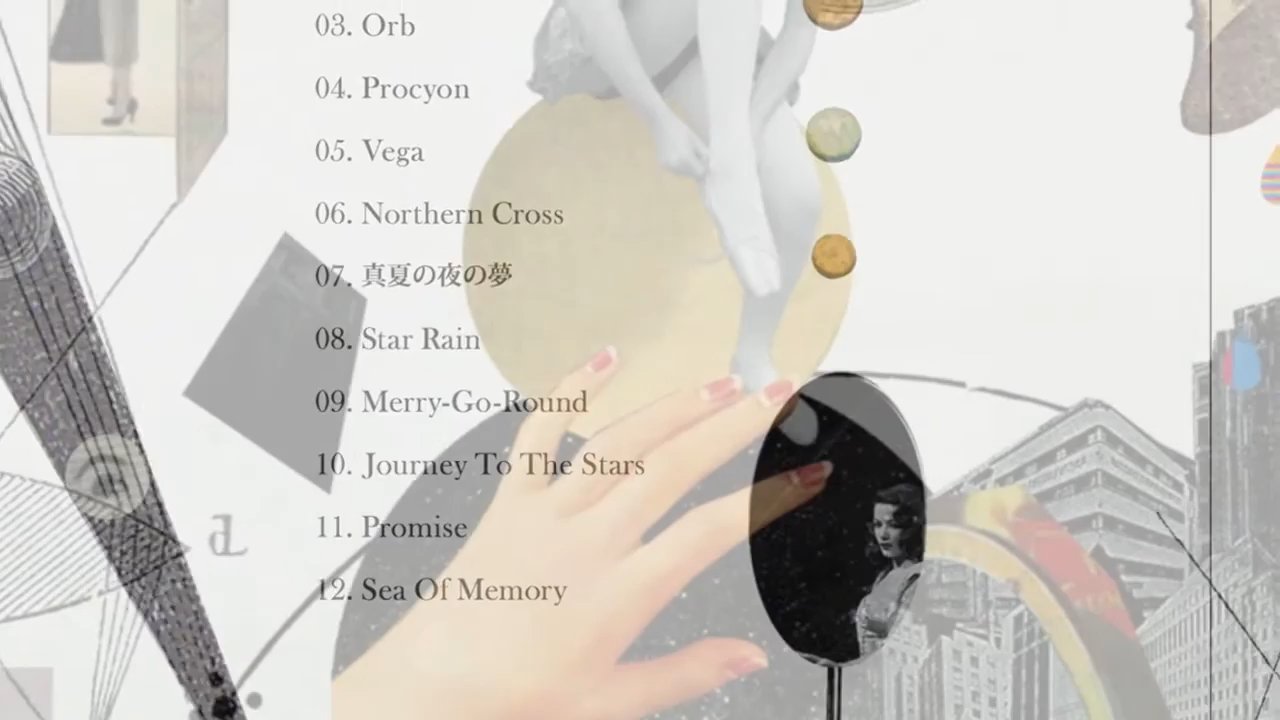 03. Orb
04. Procyon
05. Vega
06. Northern Cross
07. 真夏の夜の夢
08. Star Rain
09. Merry-Go-Round
10. Journey To The Stars
11. Promise
12. Sea Of Memory